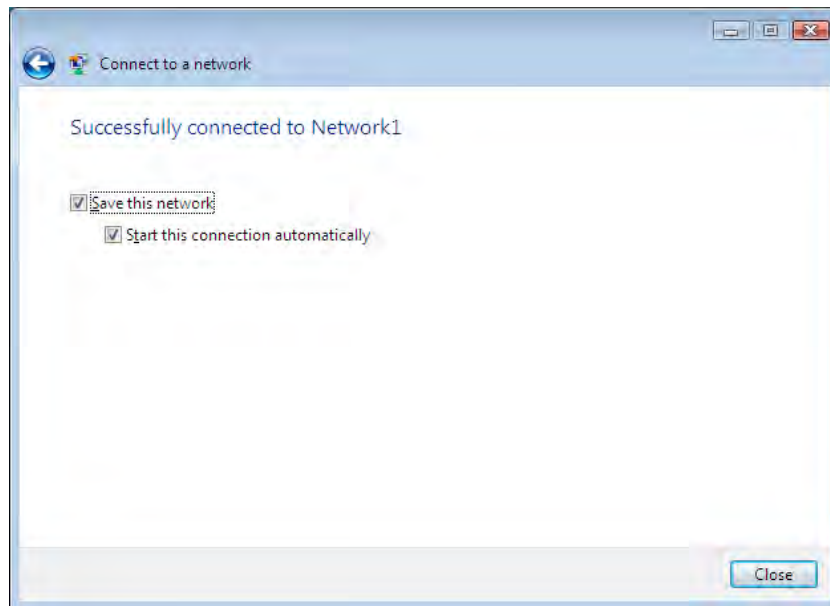 Connect to a network
Successfully connected to Network1
Save this network
Start this connection automatically
Close